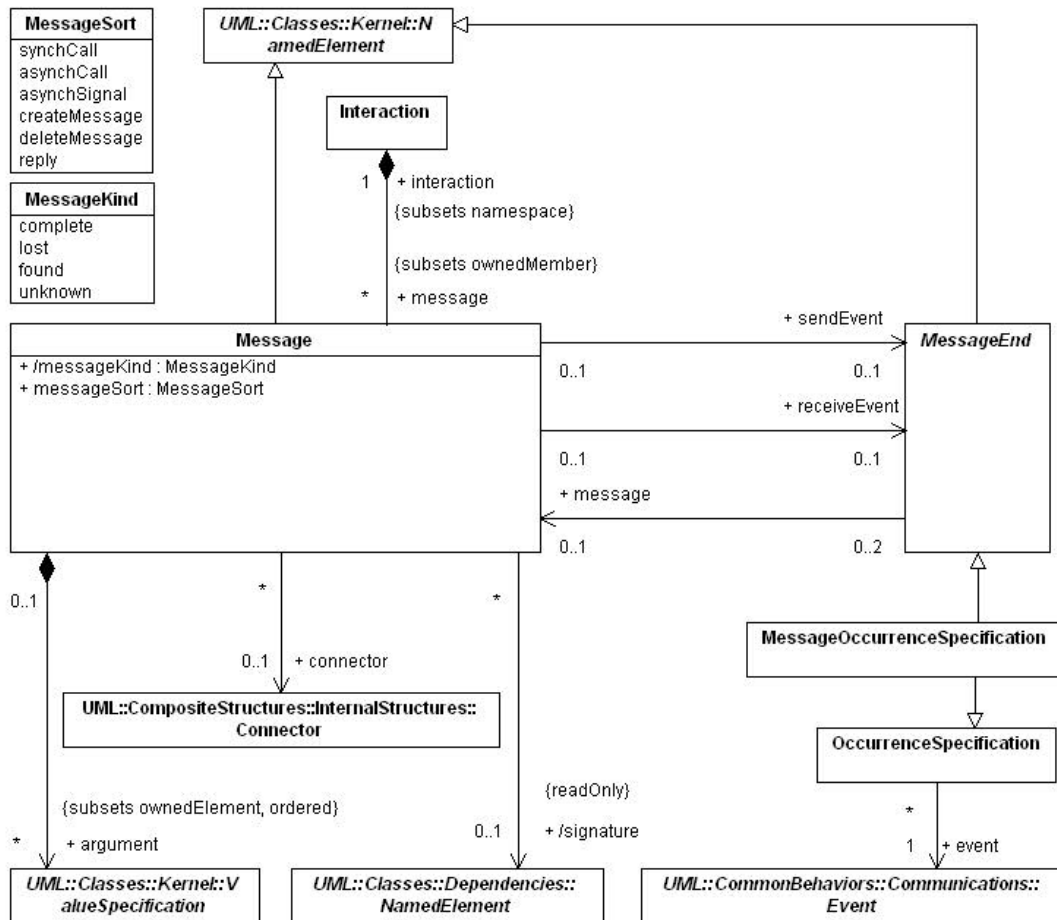 MessageSort
synchCall
asynchCall
asynchSignal
createMessage
deleteMessage
reply
UML::Classes::Kernel::N
amedElement
Interaction
1
+ interaction
{subsets namespace}
{subsets ownedMember}
*
+ message
MessageKind
complete
lost
found
unknown
Message
+ /messageKind : MessageKind
+ messageSort : MessageSort
+ sendEvent
0..1
0..1
+ receiveEvent
0..1
0..1
+ message
0..1
0..2
MessageEnd
0..1
*
*
0..1
+ connector
UML::CompositeStructures::InternalStructures::
Connector
MessageOccurrenceSpecification
OccurrenceSpecification
{subsets ownedElement, ordered}
*
+ argument
{readOnly}
0..1
+ /signature
*
1
+ event
UML::Classes::Kernel::V
alueSpecification
UML::Classes::Dependencies::
NamedElement
UML::CommonBehaviors::Communications::
Event